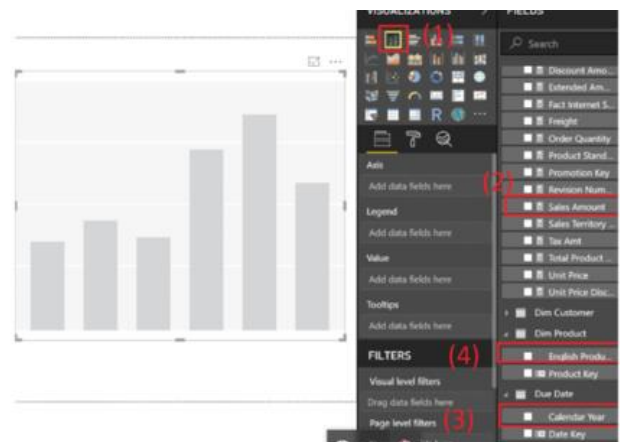 VISUALIZATIONS
FIELDS
(1)
Search
Discount Amo...
Extended Am...
Fact Internet S...
Freight
Order Quantity
Product Stand...
Promotion Key
(2)
Revision Num...
Sales Amount
Sales Territory ...
Tax Amt
Total Product ...
Unit Price
Unit Price Disc...
Dim Customer
Dim Product
(4)
English Produ...
Product Key
Due Date
(3)
Calendar Year
Date Key
R
Axis
Add data fields here
Legend
Add data fields here
Value
Add data fields here
Tooltips
Add data fields here
FILTERS
Visual level filters
Drag data fields here
Page level filters